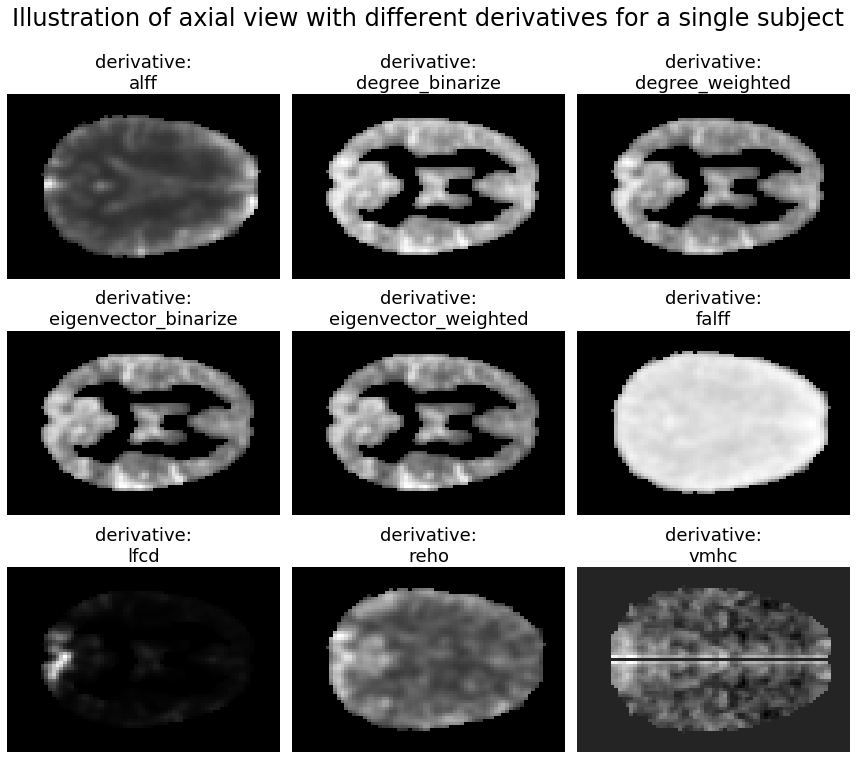 Illustration of axial view with different derivatives for a single subject
derivative:
alff
derivative:
degree_binarize
derivative:
degree_weighted
derivative:
eigenvector_binarize
derivative:
eigenvector_weighted
derivative:
falff
derivative:
lfcd
derivative:
reho
derivative:
vmhc